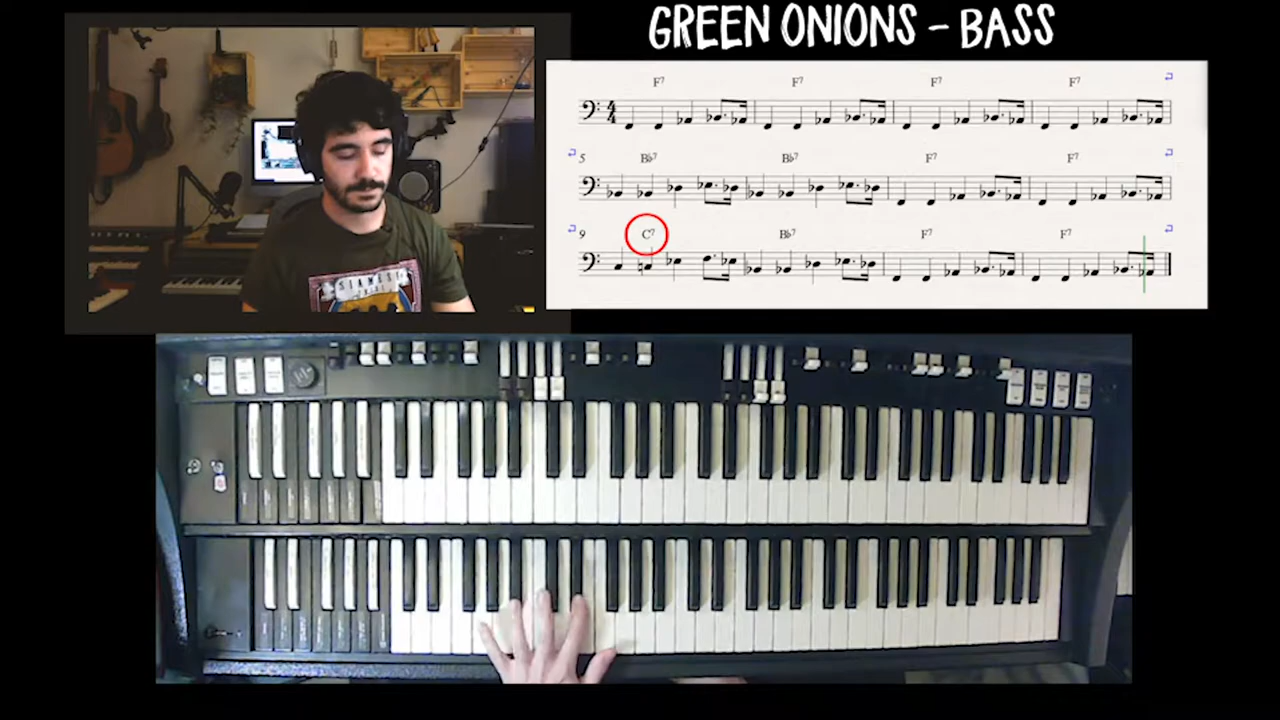 GREEN ONIONS – BASS
F7 F7 F7 F7
5 B♭7 B♭7 F7 F7
9 C7 B♭7 F7 F7